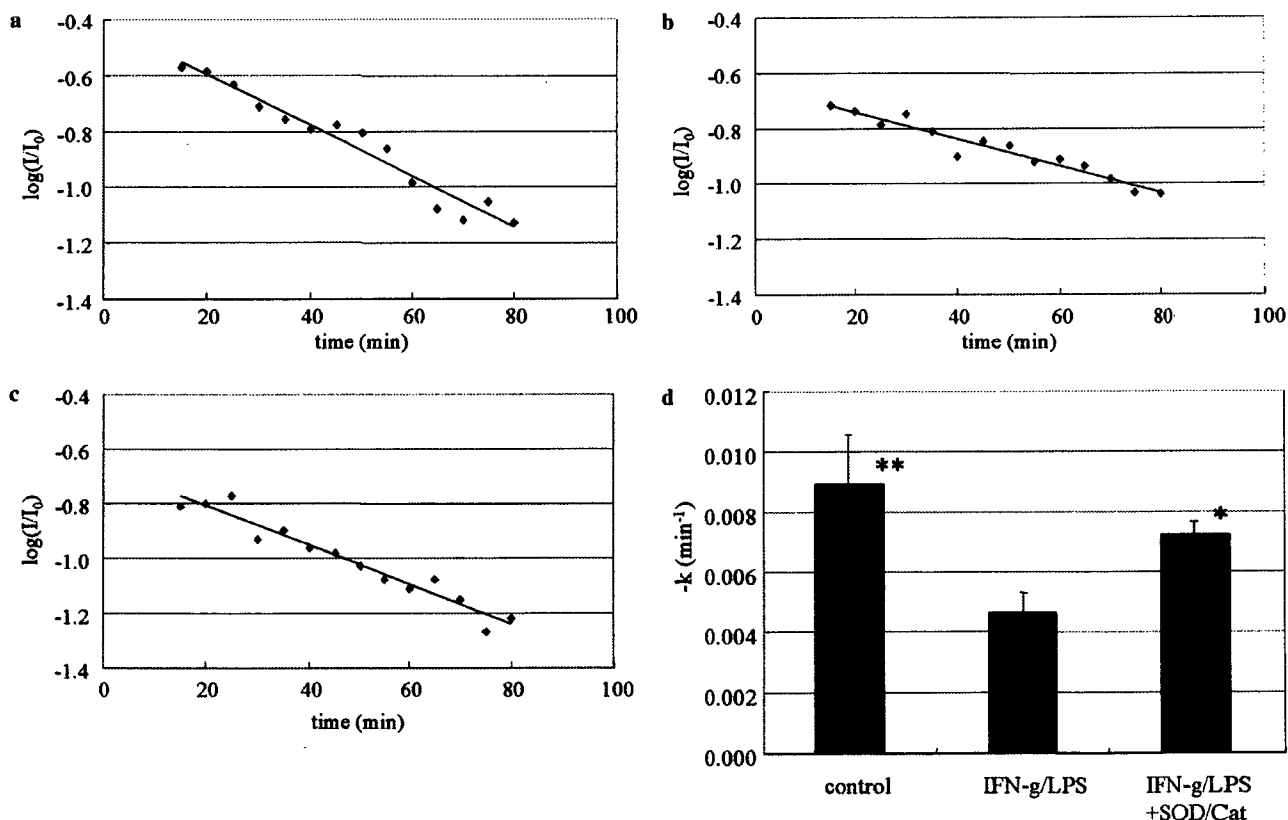 a
-0.4
-0.6
-0.8
-1.0
-1.2
-1.4
log(I/I₀)
0 20 40 60 80 100
time (min)
b
-0.4
-0.6
-0.8
-1.0
-1.2
-1.4
log(I/I₀)
0 20 40 60 80 100
time (min)
c
-0.4
-0.6
-0.8
-1.0
-1.2
-1.4
log(I/I₀)
0 20 40 60 80 100
time (min)
d
0.012
0.010
0.008
0.006
0.004
0.002
0.000
-k (min⁻¹)
**
*
control IFN-g/LPS IFN-g/LPS
+SOD/Cat